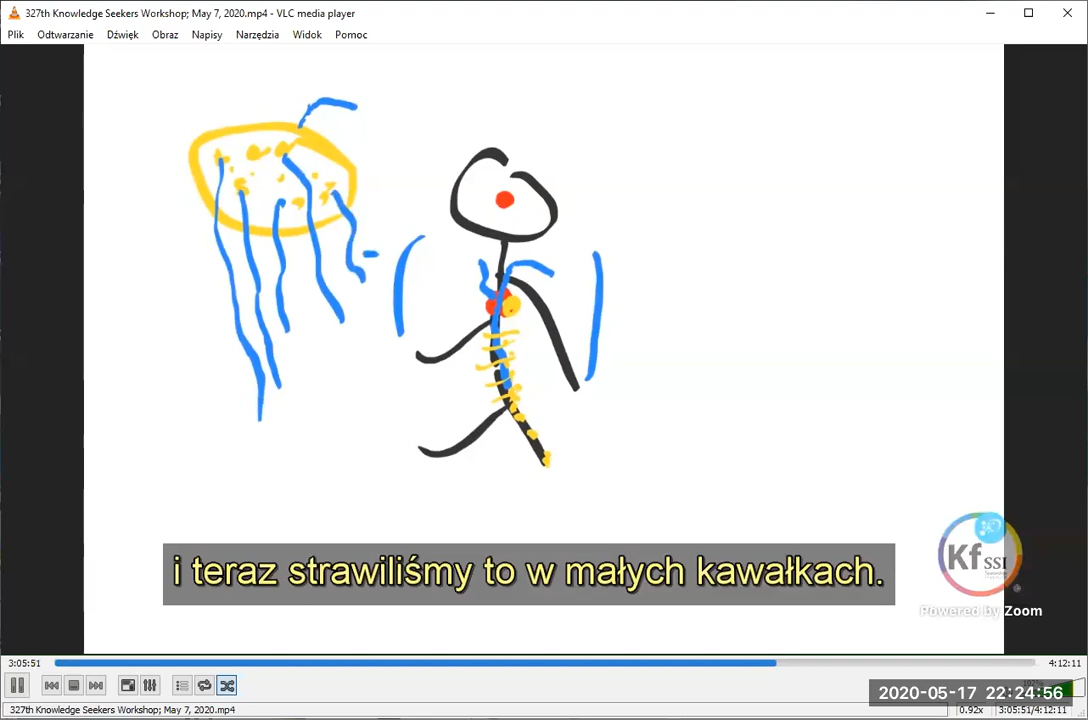 327th Knowledge Seekers Workshop; May 7, 2020.mp4 - VLC media player
Plik Odtwarzanie Dźwięk Obraz Napisy Narzędzia Widok Pomoc
i teraz strawiliśmy to w małych kawałkach.
Kf SSI
Powered by Zoom
3:05:51 4:12:11
102%
2020-05-17 22:24:56
327th Knowledge Seekers Workshop; May 7, 2020.mp4 0.92x 3:05:51/4:12:11